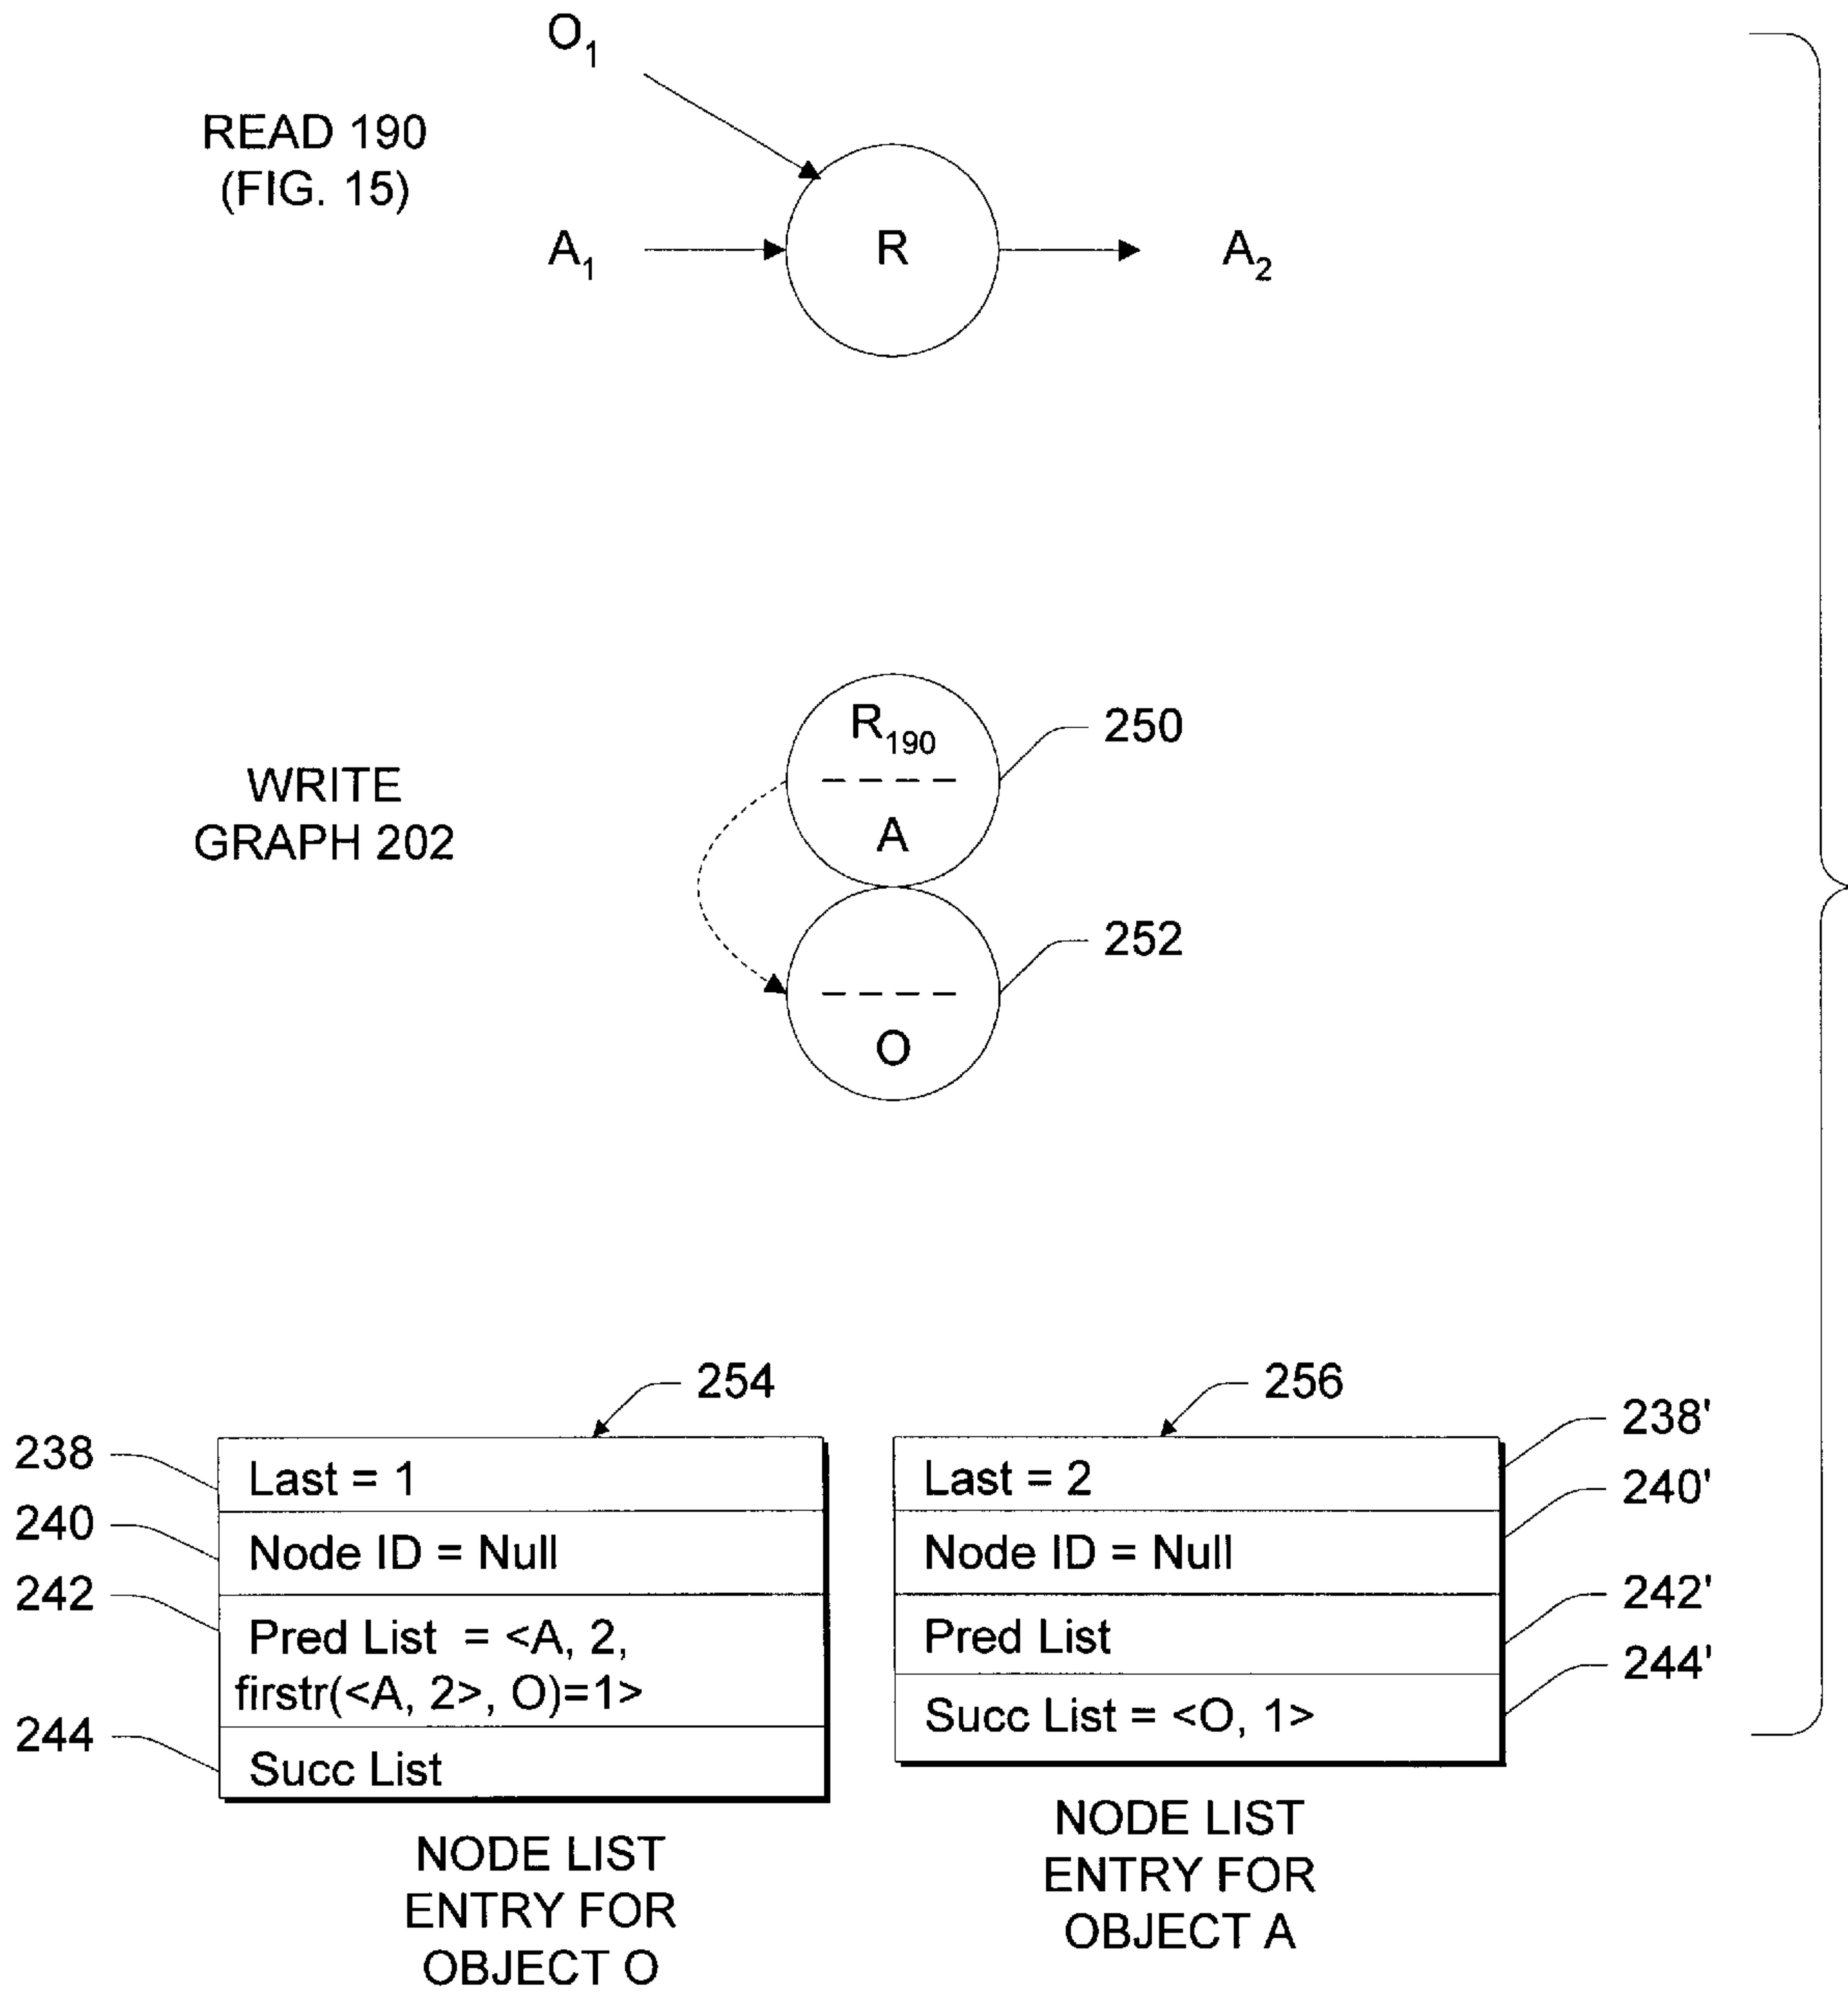 O₁
READ 190
(FIG. 15)
A₁
R
A₂
R₁₉₀
250
A
WRITE
GRAPH 202
252
O
254
256
238
Last = 1
240
Node ID = Null
242
Pred List = <A, 2,
firstr(<A, 2>, O)=1>
244
Succ List
NODE LIST
ENTRY FOR
OBJECT O
238'
Last = 2
240'
Node ID = Null
242'
Pred List
244'
Succ List = <O, 1>
NODE LIST
ENTRY FOR
OBJECT A